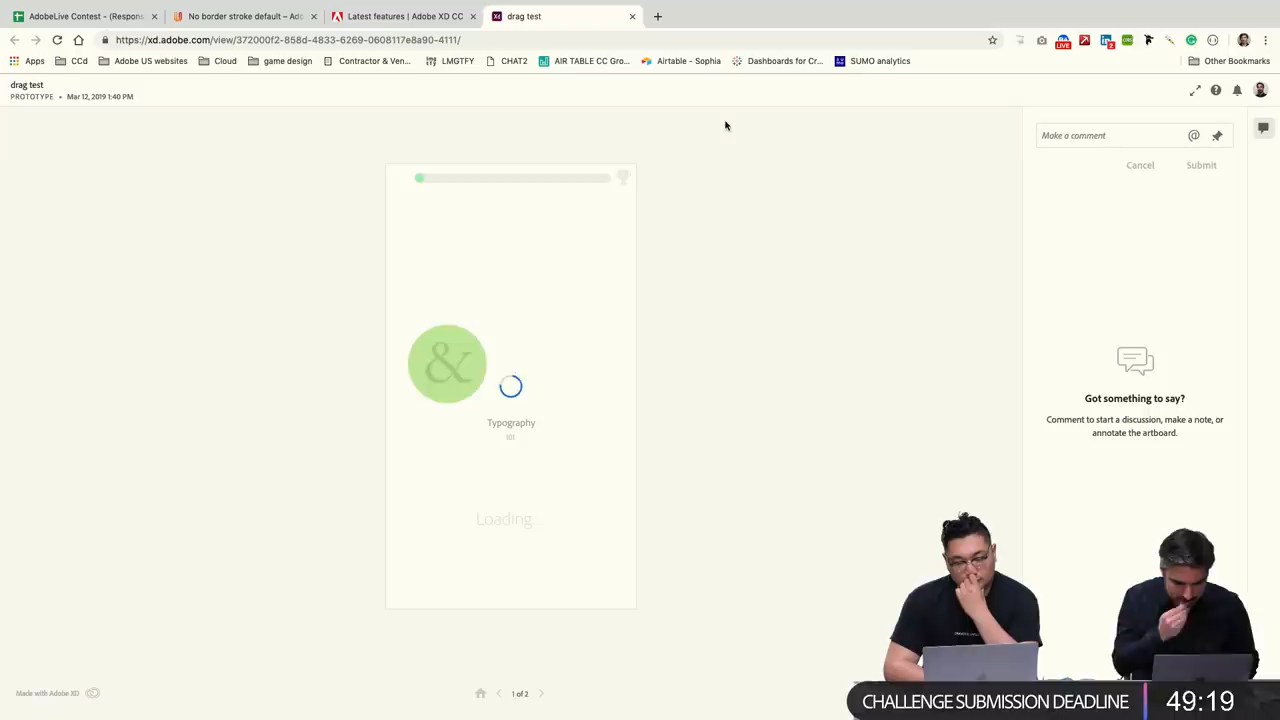 AdobeLive Contest - (Respon
No border stroke default – Ado
Latest features | Adobe XD CC
drag test
https://xd.adobe.com/view/372000f2-858d-4833-6269-0608117e8a90-4111/
Apps
CCd
Adobe US websites
Cloud
game design
Contractor & Ven...
LMGTFY
CHAT2
AIR TABLE CC Gro...
Airtable - Sophia
Dashboards for Cr...
SUMO analytics
Other Bookmarks
drag test
PROTOTYPE • Mar 12, 2019 1:40 PM
Make a comment
@
Cancel
Submit
&
Typography
101
Loading...
Got something to say?
Comment to start a discussion, make a note, or
annotate the artboard.
Made with Adobe XD
1 of 2
CHALLENGE SUBMISSION DEADLINE
49:19